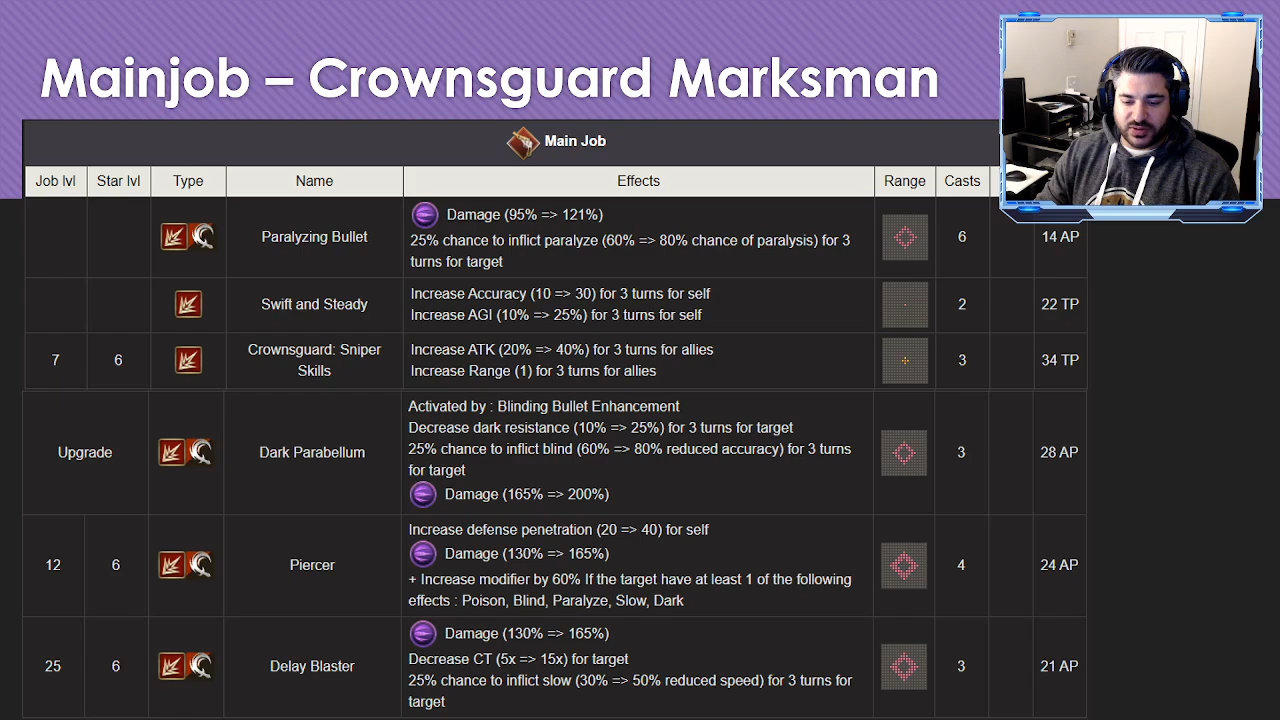 Mainjob – Crownsguard Marksman
Main Job
Job lvl Star lvl Type Name Effects Range Casts
Paralyzing Bullet
Damage (95% => 121%)
25% chance to inflict paralyze (60% => 80% chance of paralysis) for 3
turns for target
6 14 AP
Swift and Steady
Increase Accuracy (10 => 30) for 3 turns for self
Increase AGI (10% => 25%) for 3 turns for self
2 22 TP
7 6
Crownsguard: Sniper
Skills
Increase ATK (20% => 40%) for 3 turns for allies
Increase Range (1) for 3 turns for allies
3 34 TP
Upgrade
Dark Parabellum
Activated by : Blinding Bullet Enhancement
Decrease dark resistance (10% => 25%) for 3 turns for target
25% chance to inflict blind (60% => 80% reduced accuracy) for 3 turns
for target
Damage (165% => 200%)
3 28 AP
12 6
Piercer
Increase defense penetration (20 => 40) for self
Damage (130% => 165%)
+ Increase modifier by 60% If the target have at least 1 of the following
effects : Poison, Blind, Paralyze, Slow, Dark
4 24 AP
25 6
Delay Blaster
Damage (130% => 165%)
Decrease CT (5x => 15x) for target
25% chance to inflict slow (30% => 50% reduced speed) for 3 turns for
target
3 21 AP